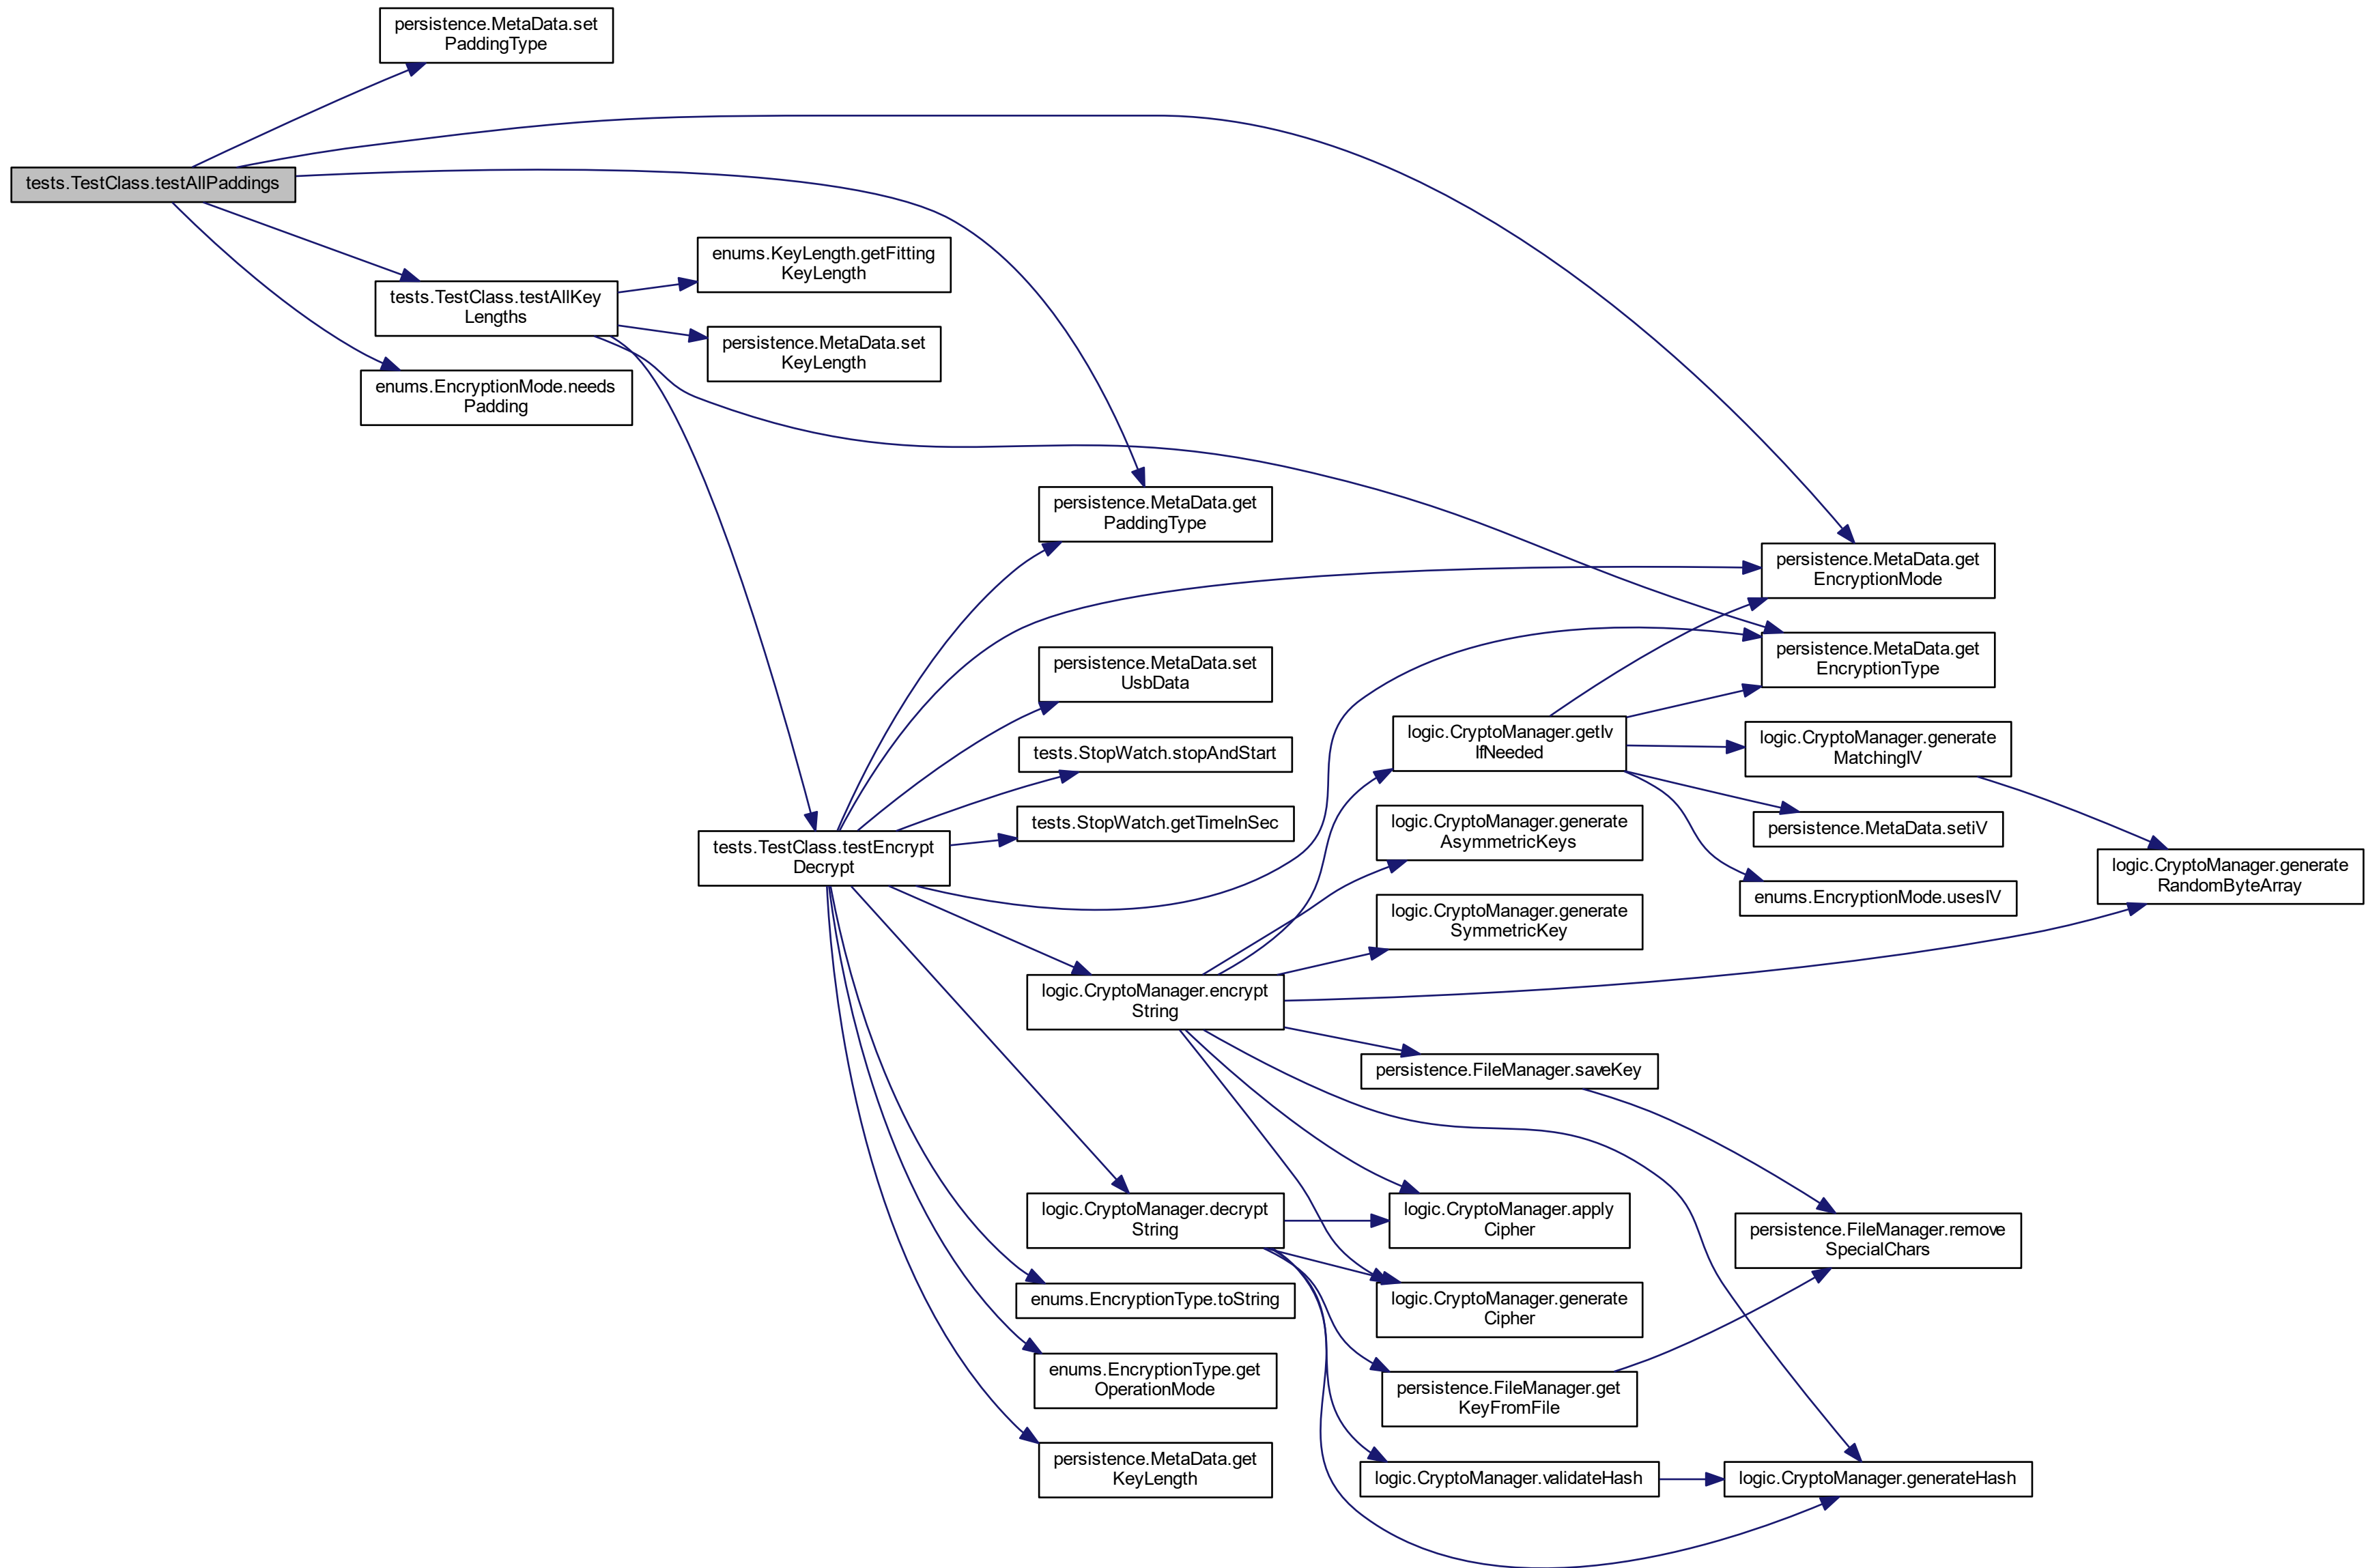 persistence.MetaData.set
PaddingType
tests.TestClass.testAllPaddings
enums.KeyLength.getFitting
KeyLength
tests.TestClass.testAllKey
Lengths
persistence.MetaData.set
KeyLength
enums.EncryptionMode.needs
Padding
persistence.MetaData.get
PaddingType
persistence.MetaData.get
EncryptionMode
persistence.MetaData.set
UsbData
persistence.MetaData.get
EncryptionType
tests.StopWatch.stopAndStart
logic.CryptoManager.getIv
IfNeeded
logic.CryptoManager.generate
MatchingIV
tests.StopWatch.getTimeInSec
logic.CryptoManager.generate
AsymmetricKeys
persistence.MetaData.setiV
tests.TestClass.testEncrypt
Decrypt
logic.CryptoManager.generate
RandomByteArray
enums.EncryptionMode.usesIV
logic.CryptoManager.generate
SymmetricKey
logic.CryptoManager.encrypt
String
persistence.FileManager.saveKey
logic.CryptoManager.decrypt
String
logic.CryptoManager.apply
Cipher
persistence.FileManager.remove
SpecialChars
enums.EncryptionType.toString
logic.CryptoManager.generate
Cipher
enums.EncryptionType.get
OperationMode
persistence.FileManager.get
KeyFromFile
persistence.MetaData.get
KeyLength
logic.CryptoManager.validateHash
logic.CryptoManager.generateHash